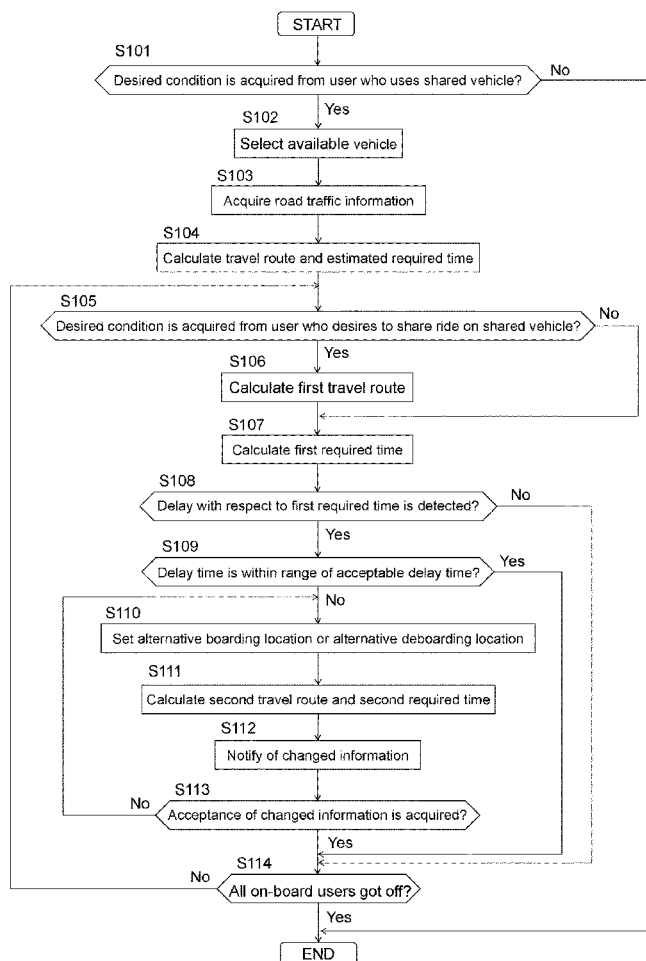 START
S101
Desired condition is acquired from user who uses shared vehicle?
No
Yes
S102
Select available vehicle
S103
Acquire road traffic information
S104
Calculate travel route and estimated required time
S105
Desired condition is acquired from user who desires to share ride on shared vehicle?
No
Yes
S106
Calculate first travel route
S107
Calculate first required time
S108
Delay with respect to first required time is detected?
No
Yes
S109
Delay time is within range of acceptable delay time?
Yes
No
S110
Set alternative boarding location or alternative deboarding location
S111
Calculate second travel route and second required time
S112
Notify of changed information
S113
Acceptance of changed information is acquired?
No
Yes
S114
All on-board users got off?
No
Yes
END